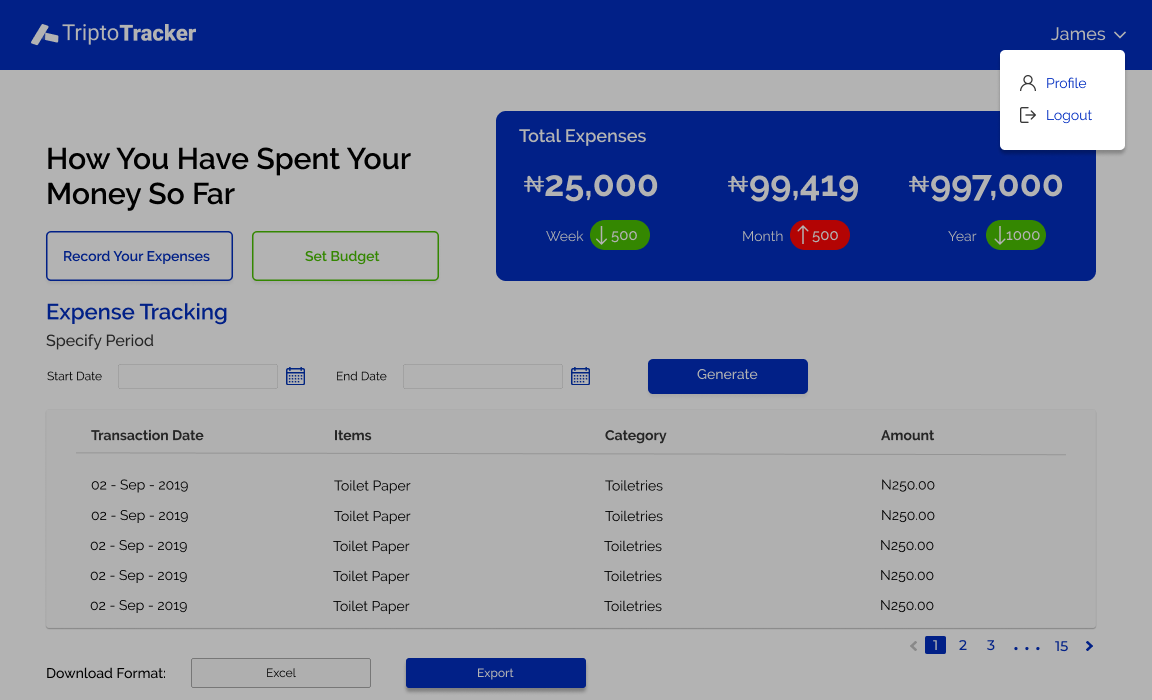 TriptoTracker
James
Profile
Logout
How You Have Spent Your
Money So Far
Record Your Expenses
Set Budget
Total Expenses
₦25,000 ₦99,419 ₦997,000
Week ↓ 500 Month ↑ 500 Year ↓1000
Expense Tracking
Specify Period
Start Date End Date Generate
Transaction Date Items Category Amount
02 - Sep - 2019 Toilet Paper Toiletries N250.00
02 - Sep - 2019 Toilet Paper Toiletries N250.00
02 - Sep - 2019 Toilet Paper Toiletries N250.00
02 - Sep - 2019 Toilet Paper Toiletries N250.00
02 - Sep - 2019 Toilet Paper Toiletries N250.00
1 2 3 ... 15
Download Format: Excel Export